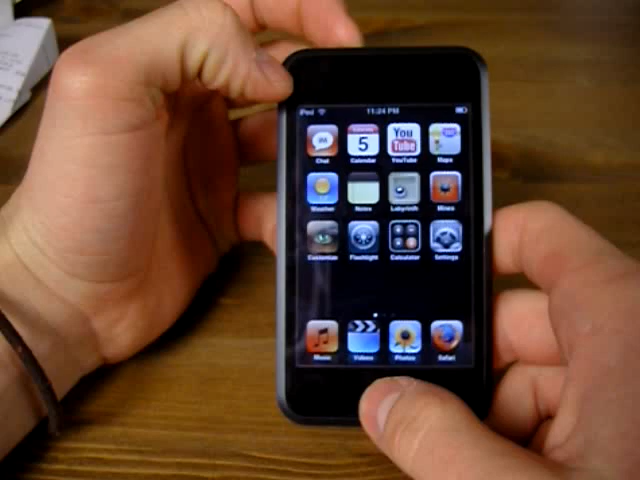 iPod 11:24 PM
Chat Calendar YouTube Maps
5
You Tube
Weather Notes Labyrinth Mines
Customize Flashlight Calculator Settings
Music Videos Photos Safari